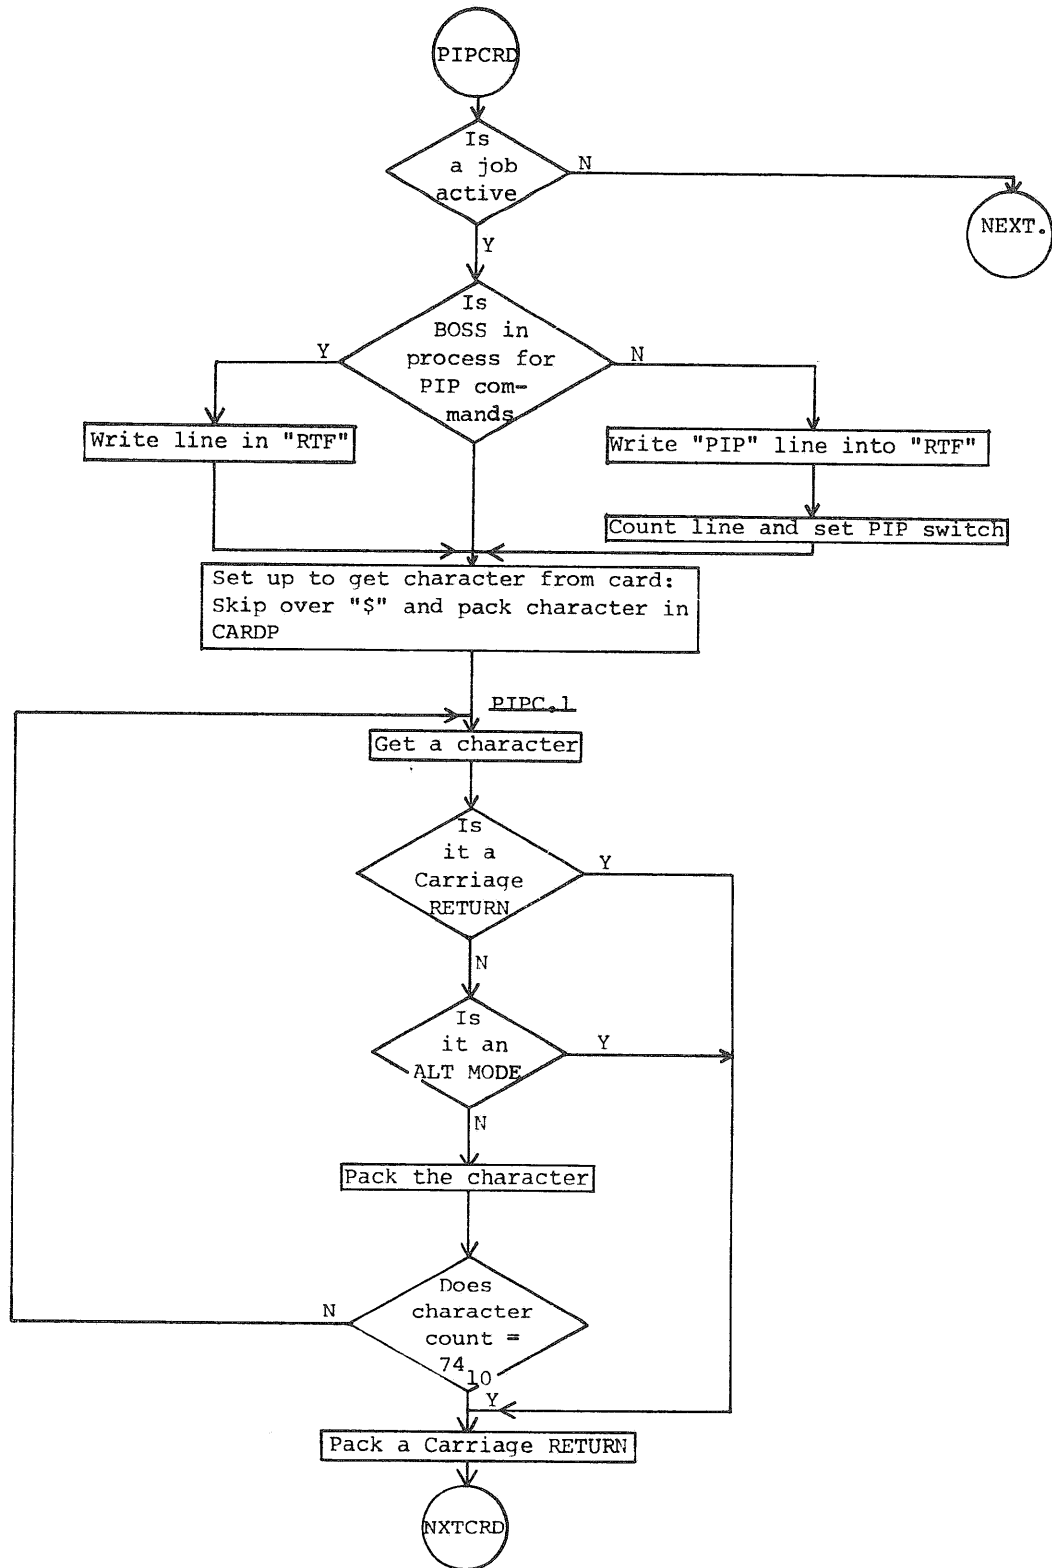 PIPCRD
Is
a job
active
N
NEXT.
Y
Is
BOSS in
process for
PIP com-
mands
Y
N
Write line in "RTF"
Write "PIP" line into "RTF"
Count line and set PIP switch
Set up to get character from card:
Skip over "$" and pack character in
CARDP
PIPC.1
Get a character
Is
it a
Carriage
RETURN
Y
N
Is
it an
ALT MODE
Y
N
Pack the character
Does
character
count =
74₁₀
N
Y
Pack a Carriage RETURN
NXTCRD